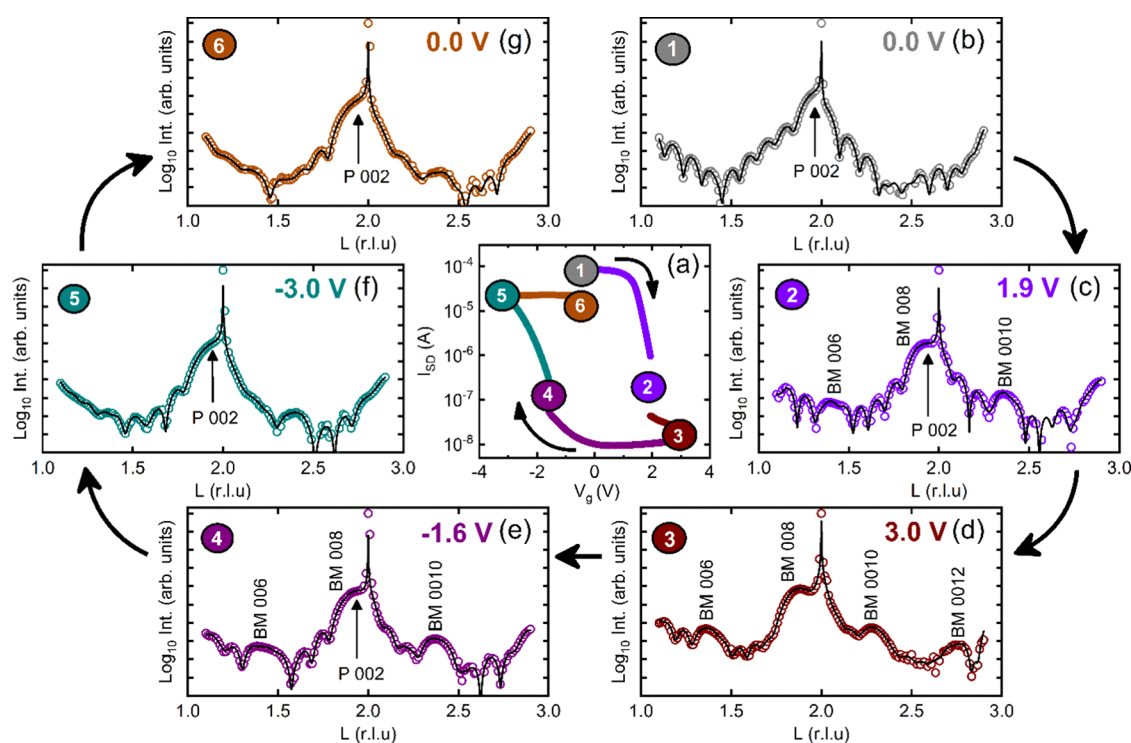 6
0.0 V (g)
Log10 Int. (arb. units)
P 002
1.0 1.5 2.0 2.5 3.0
L (r.l.u)
1
0.0 V (b)
Log10 Int. (arb. units)
P 002
1.0 1.5 2.0 2.5 3.0
L (r.l.u)
5
-3.0 V (f)
Log10 Int. (arb. units)
P 002
1.0 1.5 2.0 2.5 3.0
L (r.l.u)
(a)
ISD (A)
10-4
10-5
10-6
10-7
10-8
1
5
6
4
2
3
-4 -2 0 2 4
Vg (V)
2
1.9 V (c)
Log10 Int. (arb. units)
BM 006
BM 008
BM 0010
P 002
1.0 1.5 2.0 2.5 3.0
L (r.l.u)
4
-1.6 V (e)
Log10 Int. (arb. units)
BM 006
BM 008
BM 0010
P 002
1.0 1.5 2.0 2.5 3.0
L (r.l.u)
3
3.0 V (d)
Log10 Int. (arb. units)
BM 006
BM 008
BM 0010
BM 0012
1.0 1.5 2.0 2.5 3.0
L (r.l.u)